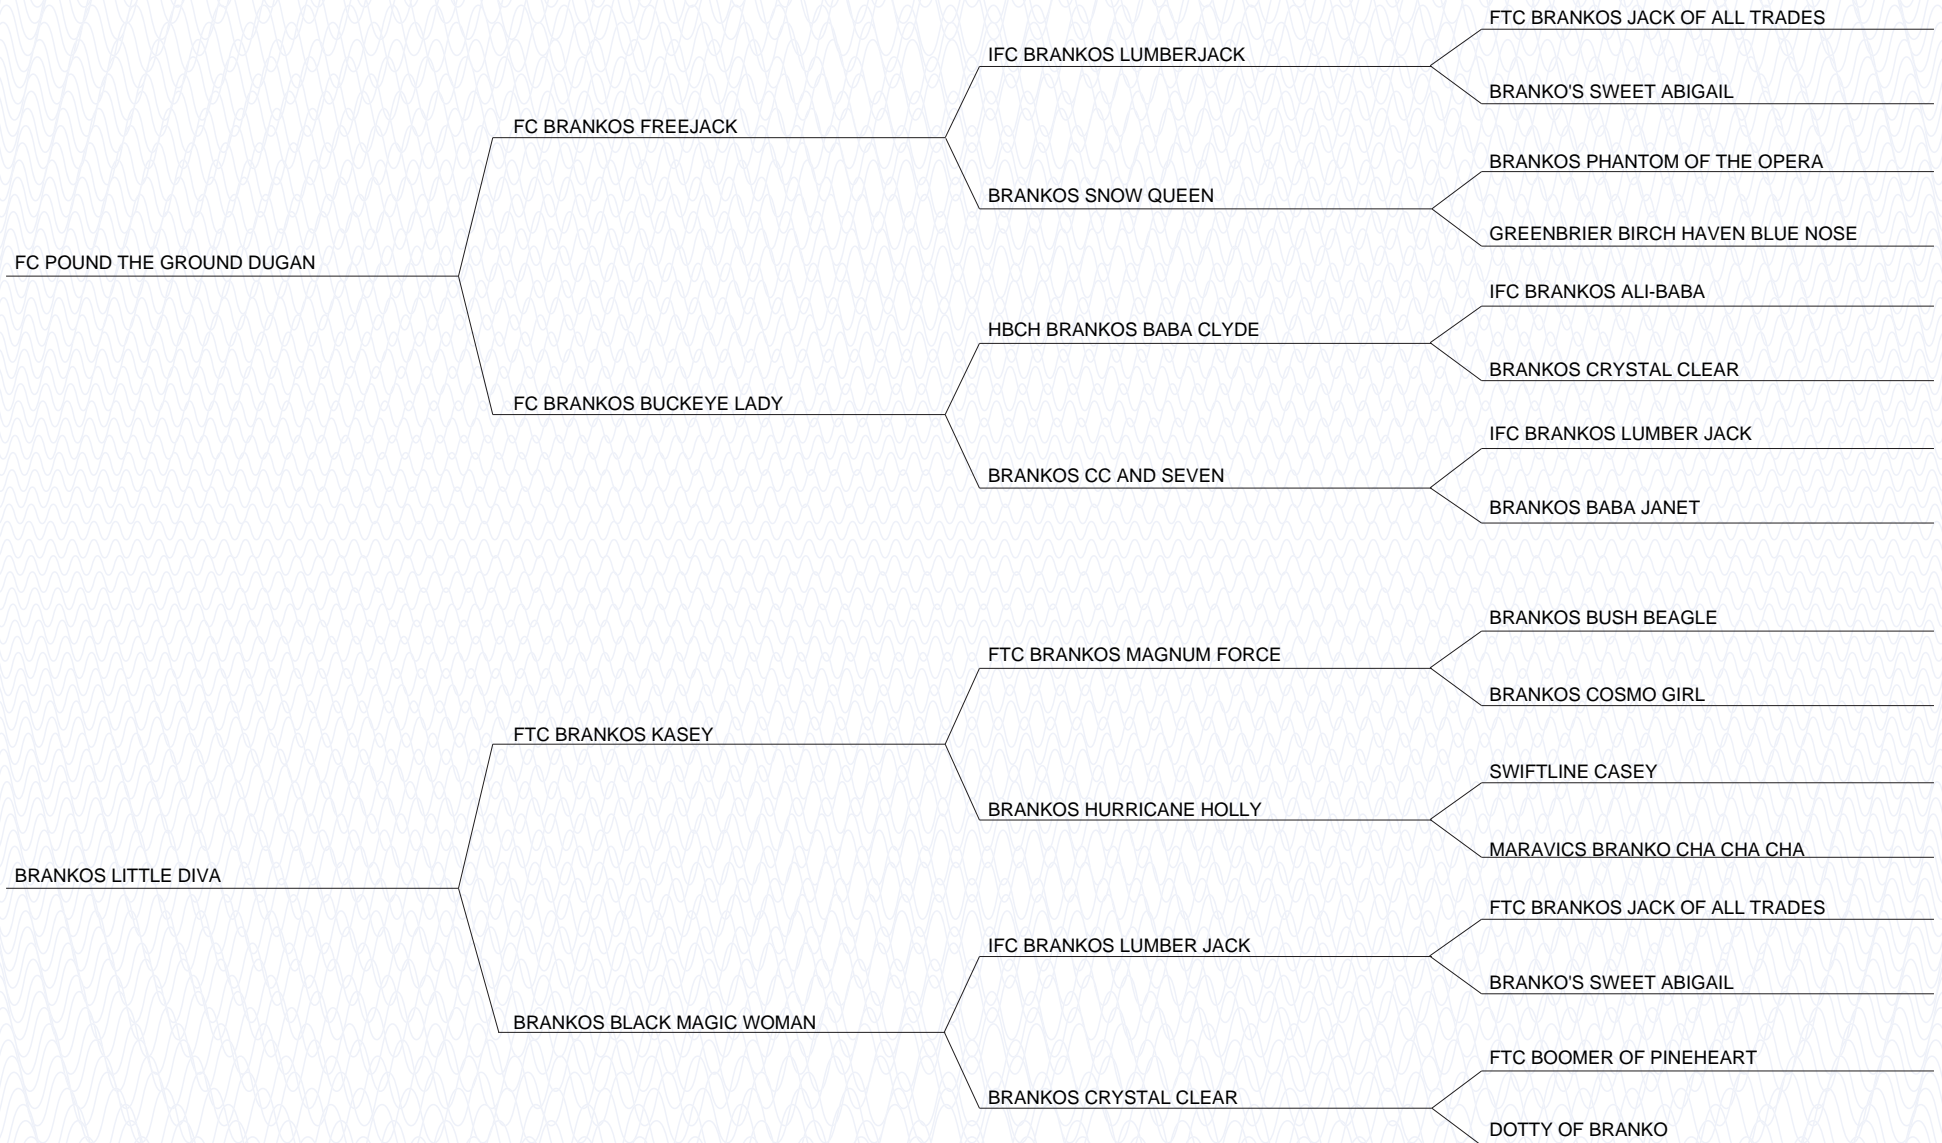 FTC BRANKOS JACK OF ALL TRADES
IFC BRANKOS LUMBERJACK
BRANKO'S SWEET ABIGAIL
FC BRANKOS FREEJACK
BRANKOS PHANTOM OF THE OPERA
BRANKOS SNOW QUEEN
GREENBRIER BIRCH HAVEN BLUE NOSE
FC POUND THE GROUND DUGAN
IFC BRANKOS ALI-BABA
HBCH BRANKOS BABA CLYDE
BRANKOS CRYSTAL CLEAR
FC BRANKOS BUCKEYE LADY
IFC BRANKOS LUMBER JACK
BRANKOS CC AND SEVEN
BRANKOS BABA JANET
BRANKOS BUSH BEAGLE
FTC BRANKOS MAGNUM FORCE
BRANKOS COSMO GIRL
FTC BRANKOS KASEY
SWIFTLINE CASEY
BRANKOS HURRICANE HOLLY
MARAVICS BRANKO CHA CHA CHA
BRANKOS LITTLE DIVA
FTC BRANKOS JACK OF ALL TRADES
IFC BRANKOS LUMBER JACK
BRANKO'S SWEET ABIGAIL
BRANKOS BLACK MAGIC WOMAN
FTC BOOMER OF PINEHEART
BRANKOS CRYSTAL CLEAR
DOTTY OF BRANKO